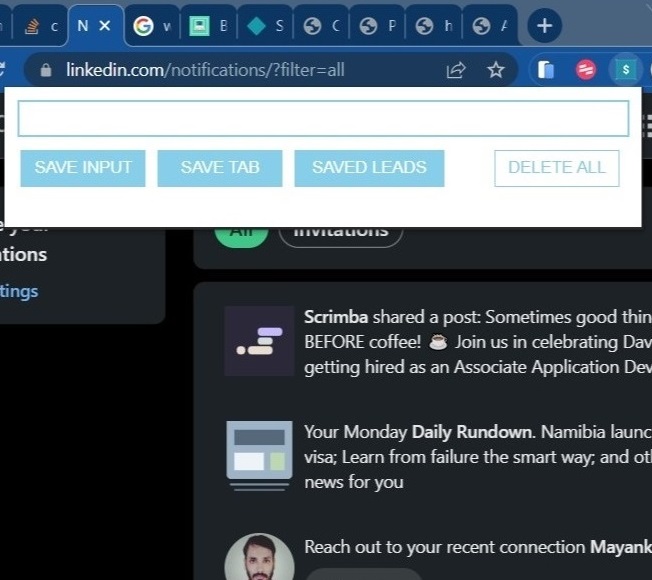 c
N
G
B
S
C
P
h
linkedin.com/notifications/?filter=all
$
SAVE INPUT
SAVE TAB
SAVED LEADS
DELETE ALL
All
Invitations
ations
tings
Scrimba shared a post: Sometimes good thin
BEFORE coffee! ☕ Join us in celebrating Dav
getting hired as an Associate Application Dev
Your Monday Daily Rundown. Namibia launc
visa; Learn from failure the smart way; and oth
news for you
Reach out to your recent connection Mayank